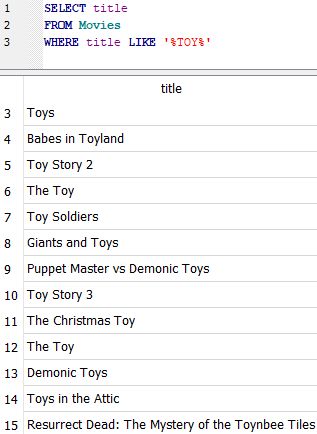 1 SELECT title
2 FROM Movies
3 WHERE title LIKE '%TOY%'
title
3 Toys
4 Babes in Toyland
5 Toy Story 2
6 The Toy
7 Toy Soldiers
8 Giants and Toys
9 Puppet Master vs Demonic Toys
10 Toy Story 3
11 The Christmas Toy
12 The Toy
13 Demonic Toys
14 Toys in the Attic
15 Resurrect Dead: The Mystery of the Toynbee Tiles